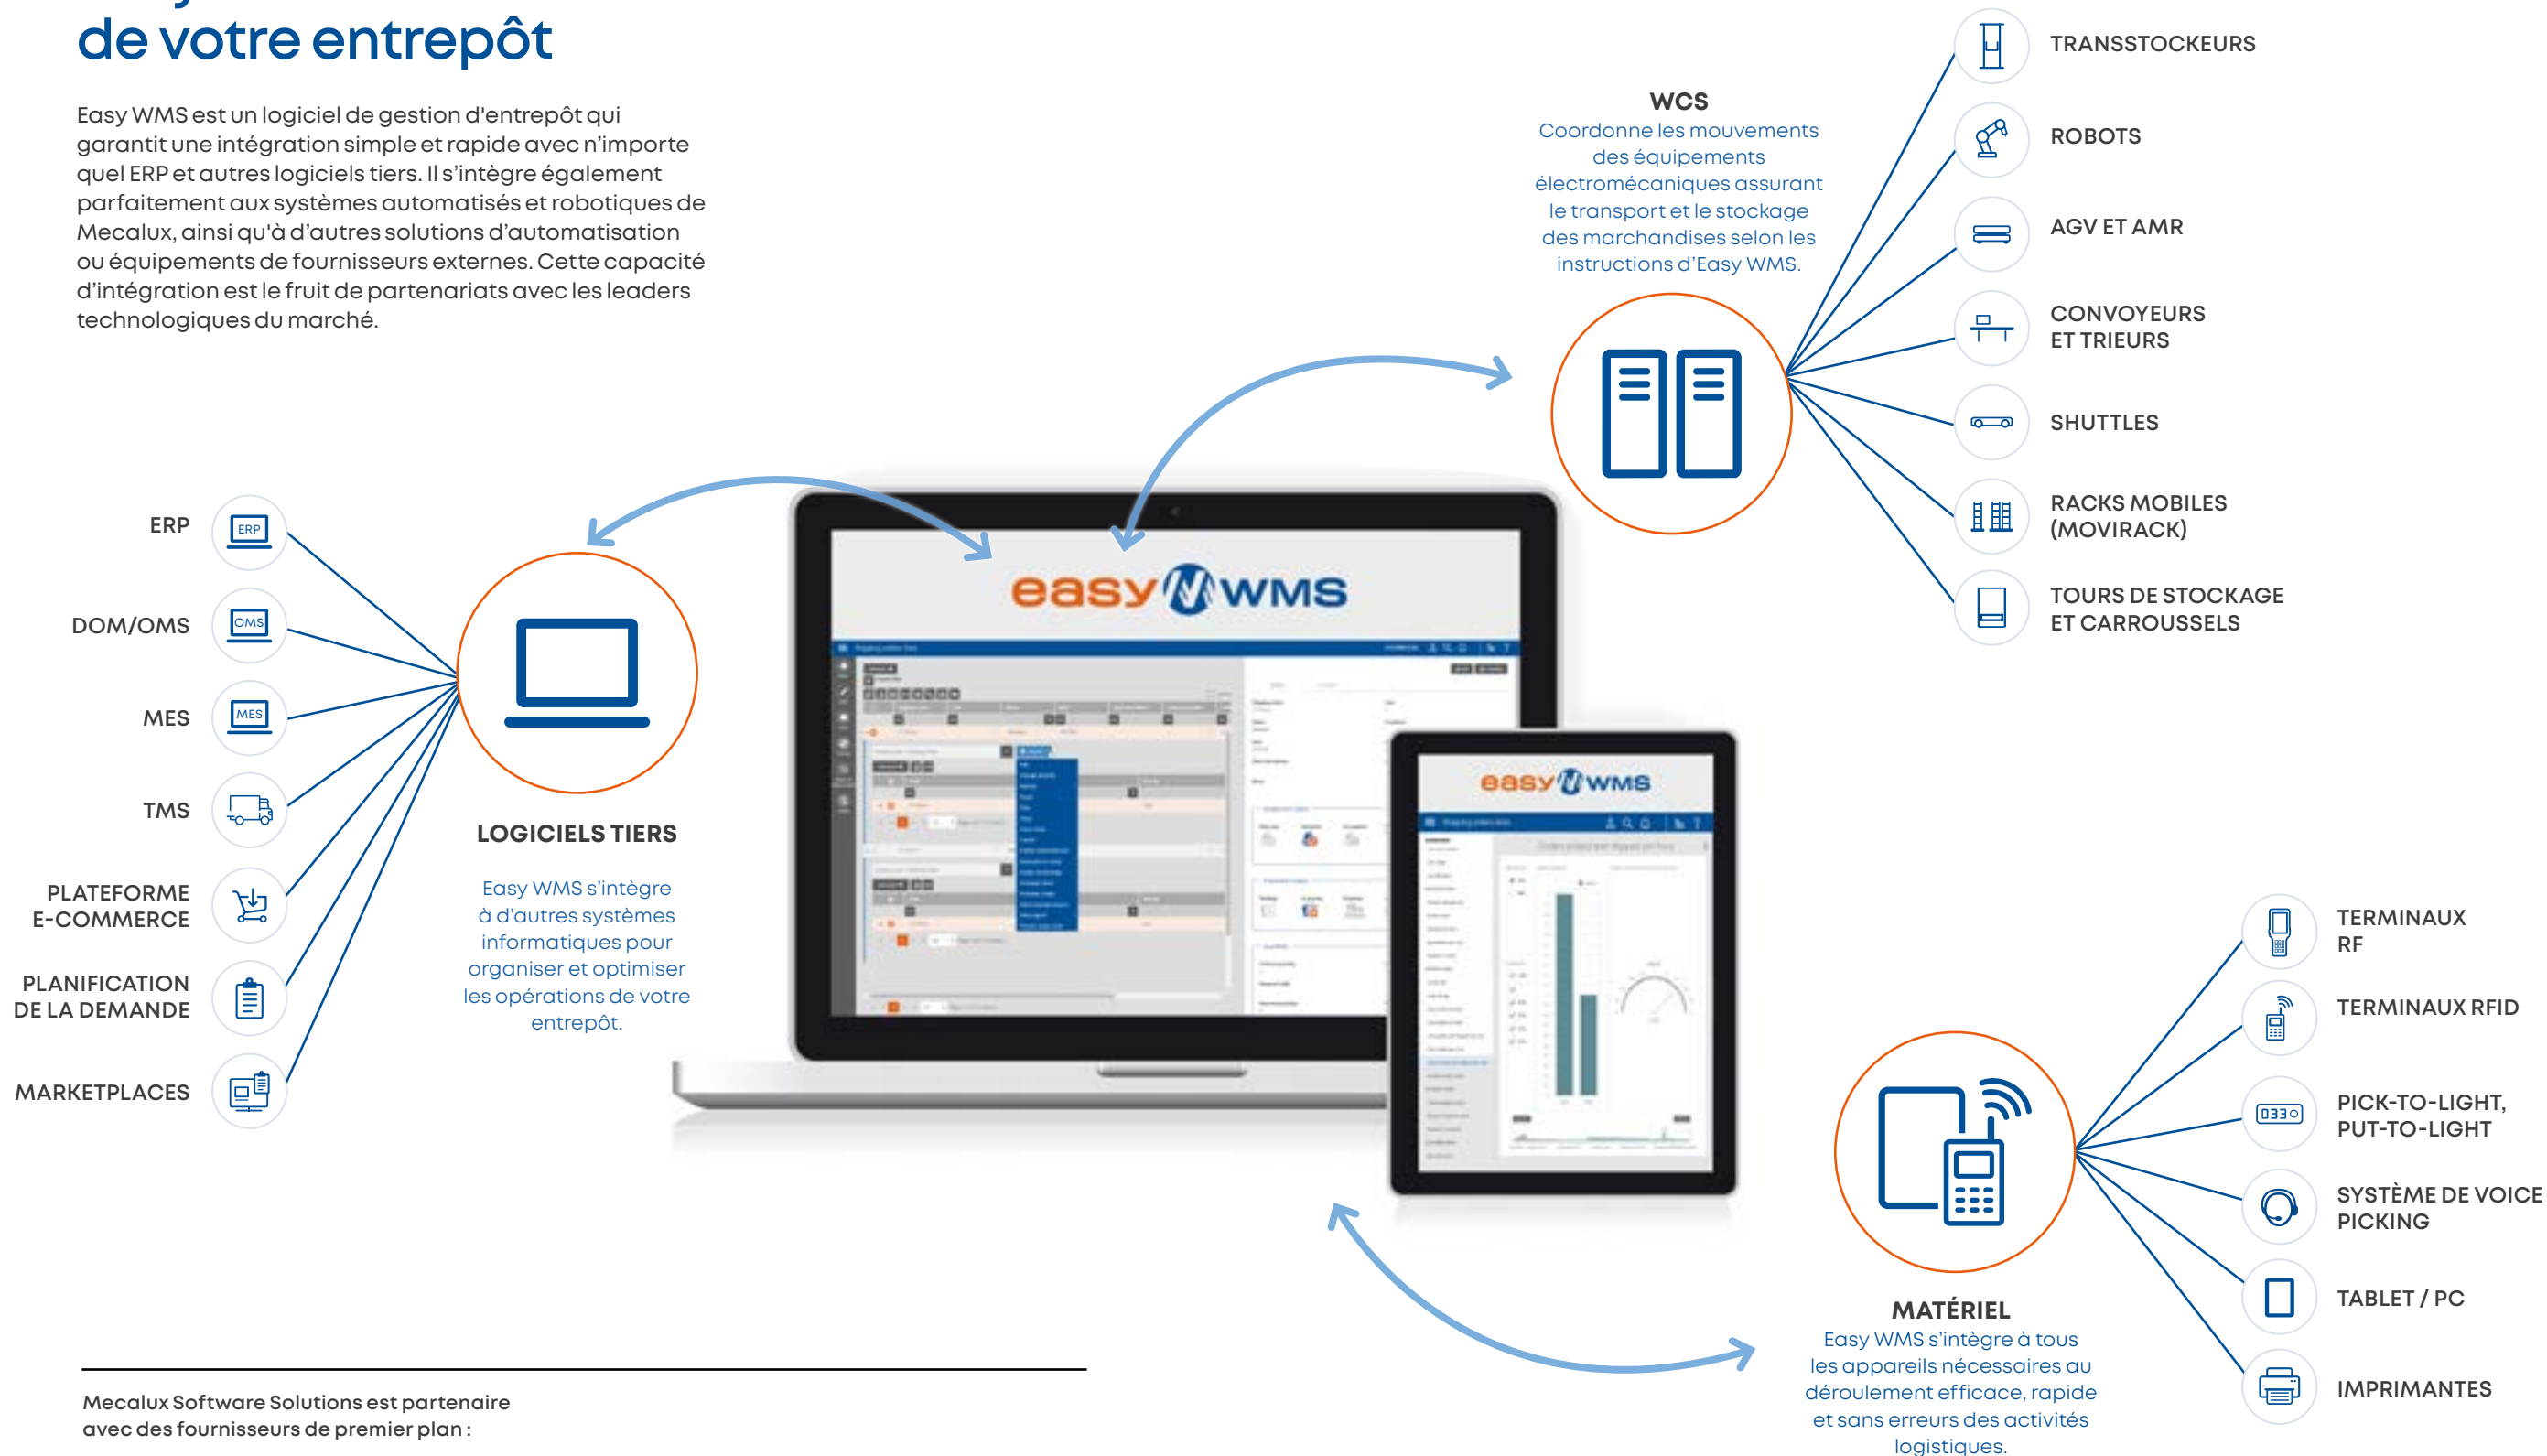 de votre entrepôt
Easy WMS est un logiciel de gestion d'entrepôt qui
garantit une intégration simple et rapide avec n’importe
quel ERP et autres logiciels tiers. Il s’intègre également
parfaitement aux systèmes automatisés et robotiques de
Mecalux, ainsi qu'à d’autres solutions d’automatisation
ou équipements de fournisseurs externes. Cette capacité
d’intégration est le fruit de partenariats avec les leaders
technologiques du marché.
WCS
Coordonne les mouvements
des équipements
électromécaniques assurant
le transport et le stockage
des marchandises selon les
instructions d’Easy WMS.
TRANSSTOCKEURS
ROBOTS
AGV ET AMR
CONVOYEURS
ET TRIEURS
SHUTTLES
RACKS MOBILES
(MOVIRACK)
TOURS DE STOCKAGE
ET CARROUSSELS
ERP
ERP
DOM/OMS
OMS
MES
MES
TMS
PLATEFORME
E-COMMERCE
PLANIFICATION
DE LA DEMANDE
MARKETPLACES
LOGICIELS TIERS
Easy WMS s’intègre
à d’autres systèmes
informatiques pour
organiser et optimiser
les opérations de votre
entrepôt.
easy WMS
easy WMS
TERMINAUX
RF
TERMINAUX RFID
033
PICK-TO-LIGHT,
PUT-TO-LIGHT
SYSTÈME DE VOICE
PICKING
TABLET / PC
IMPRIMANTES
MATÉRIEL
Easy WMS s’intègre à tous
les appareils nécessaires au
déroulement efficace, rapide
et sans erreurs des activités
logistiques.
Mecalux Software Solutions est partenaire
avec des fournisseurs de premier plan :